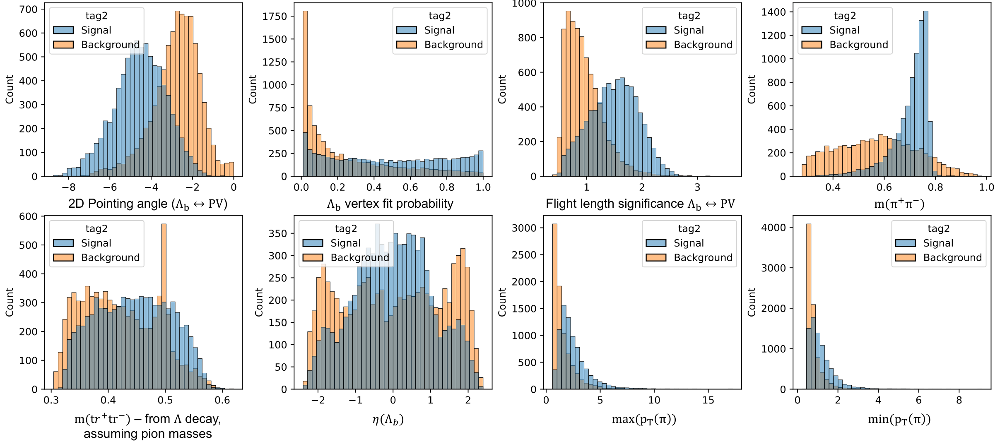 700
600
500
400
300
200
100
0
Count
tag2
Signal
Background
−8 −6 −4 −2 0
2D Pointing angle (Λb ↔ PV)
1750
1500
1250
1000
750
500
250
0
Count
tag2
Signal
Background
0.0 0.2 0.4 0.6 0.8 1.0
Λb vertex fit probability
1000
800
600
400
200
0
Count
tag2
Signal
Background
1 2 3
Flight length significance Λb ↔ PV
1400
1200
1000
800
600
400
200
0
Count
tag2
Signal
Background
0.4 0.6 0.8 1.0
m(π⁺π⁻)
600
500
400
300
200
100
0
Count
tag2
Signal
Background
0.3 0.4 0.5 0.6
m(tr⁺tr⁻) – from Λ decay,
assuming pion masses
350
300
250
200
150
100
50
0
Count
tag2
Signal
Background
−2 −1 0 1 2
η(Λb)
3000
2500
2000
1500
1000
500
0
Count
tag2
Signal
Background
0 5 10 15
max(pT(π))
4000
3000
2000
1000
0
Count
tag2
Signal
Background
0 2 4 6 8
min(pT(π))